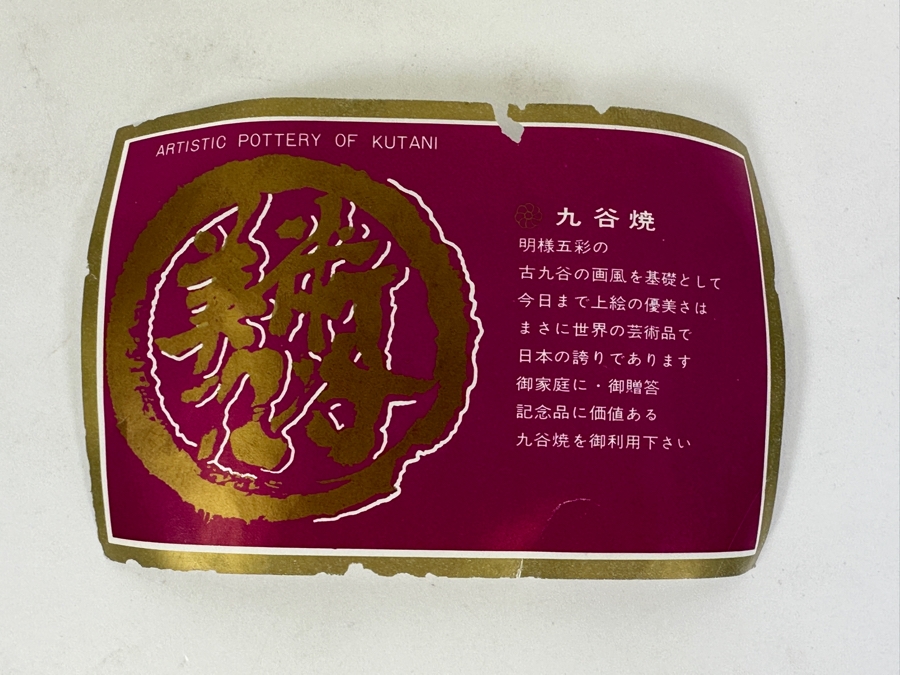 ARTISTIC POTTERY OF KUTANI
美術
九谷
九谷焼
明様五彩の
古九谷の画風を基礎として
今日まで上絵の優美さは
まさに世界の芸術品で
日本の誇りであります
御家庭に・御贈答
記念品に価値ある
九谷焼を御利用下さい